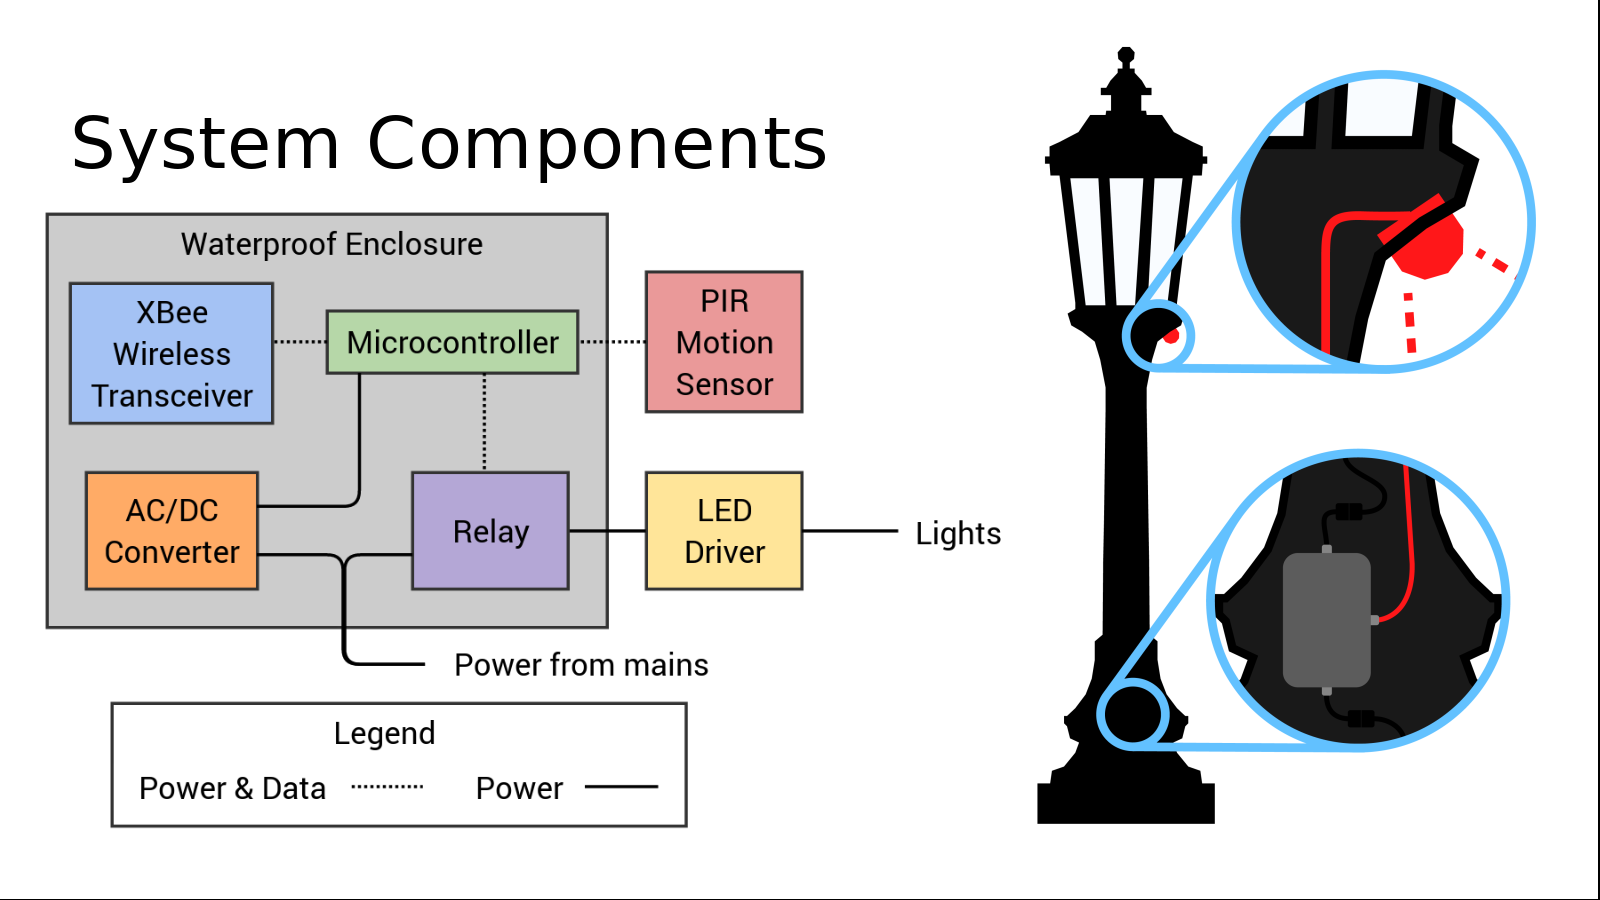 System Components
Waterproof Enclosure
XBee
Wireless
Transceiver
Microcontroller
PIR
Motion
Sensor
AC/DC
Converter
Relay
LED
Driver
Lights
Power from mains
Legend
Power & Data
Power